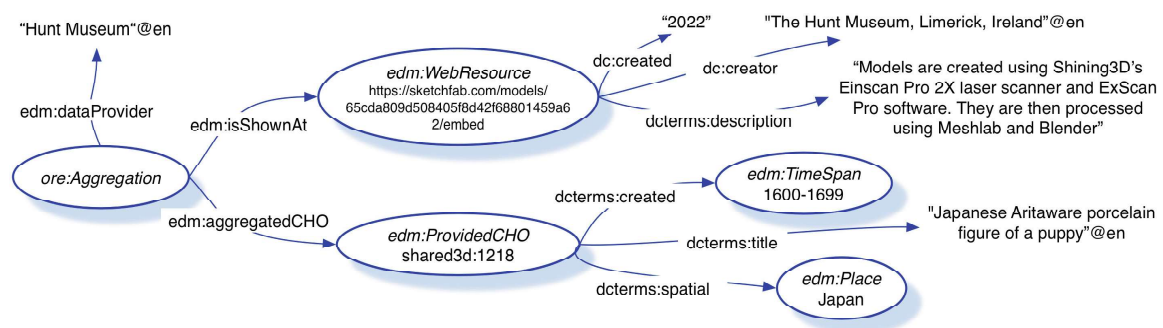 “Hunt Museum“@en
edm:dataProvider
ore:Aggregation
edm:isShownAt
edm:aggregatedCHO
edm:WebResource
https://sketchfab.com/models/
65cda809d508405f8d42f68801459a6
2/embed
dc:created
“2022”
dc:creator
"The Hunt Museum, Limerick, Ireland”@en
dcterms:description
“Models are created using Shining3D’s
Einscan Pro 2X laser scanner and ExScan
Pro software. They are then processed
using Meshlab and Blender”
edm:ProvidedCHO
shared3d:1218
dcterms:created
edm:TimeSpan
1600-1699
dcterms:title
"Japanese Aritaware porcelain
figure of a puppy”@en
dcterms:spatial
edm:Place
Japan